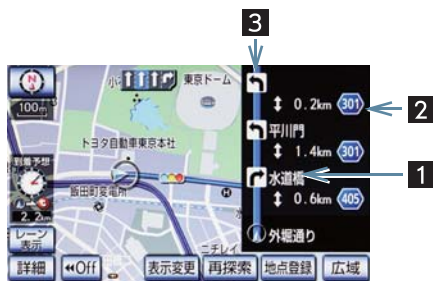 3
東京ドーム
100m
0.2km 301
2
トヨタ自動車東京本社
平川門
1.4km 301
到着予想
水道橋
1
飯田町変電所
0.6km 405
2.2km
レーン
表示
外堀通り
ニチレイ
詳細
Off
表示変更
再探索
地点登録
広域